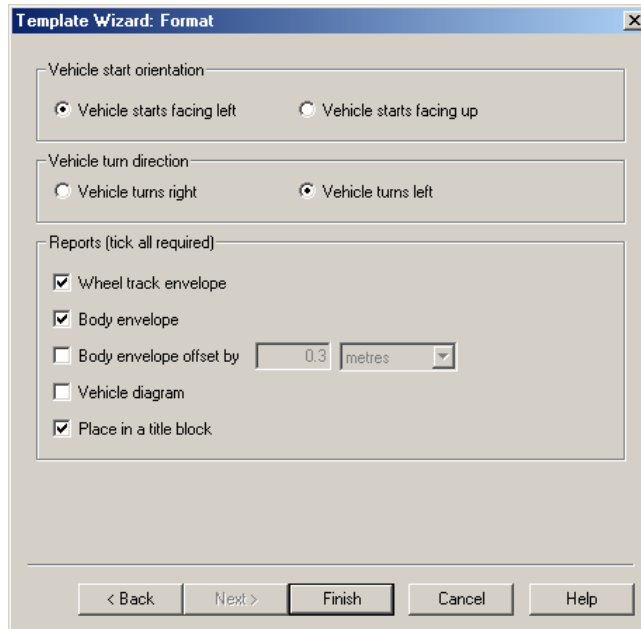 Template Wizard: Format
Vehicle start orientation
Vehicle starts facing left Vehicle starts facing up
Vehicle turn direction
Vehicle turns right Vehicle turns left
Reports (tick all required)
Wheel track envelope
Body envelope
Body envelope offset by 0.3 metres
Vehicle diagram
Place in a title block
< Back Next > Finish Cancel Help